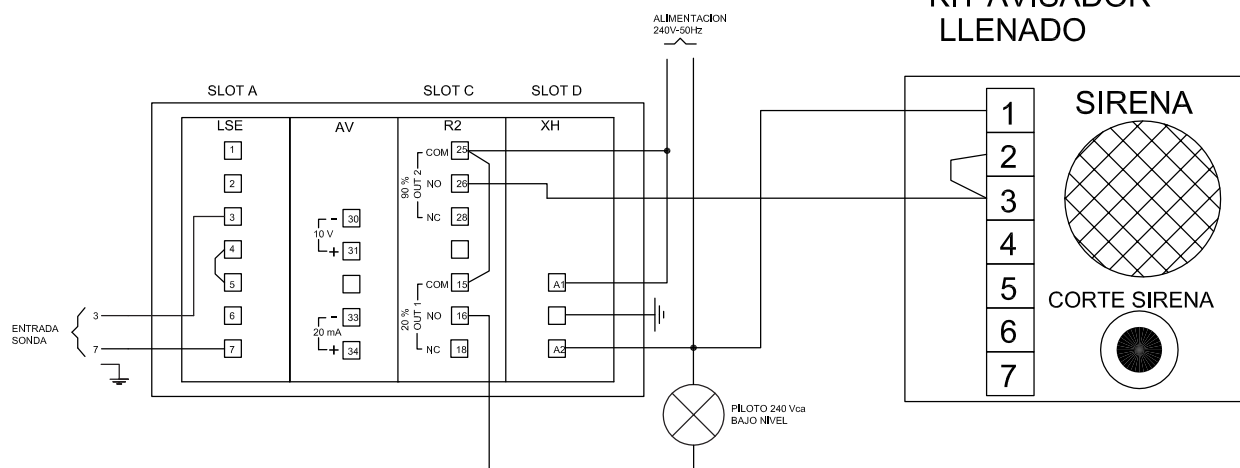 KIT AVISADOR
LLENADO
ALIMENTACION
240V-50Hz
SLOT A
SLOT C
SLOT D
LSE
AV
R2
XH
1
2
3
4
5
6
7
10 V
- 30
+ 31
20 mA
- 33
+ 34
90 %
OUT 2
COM 25
NO 26
NC 28
20 %
OUT 1
COM 15
NO 16
NC 18
A1
A2
ENTRADA
SONDA
3
7
PILOTO 240 Vca
BAJO NIVEL
1
2
3
4
5
6
7
SIRENA
CORTE SIRENA